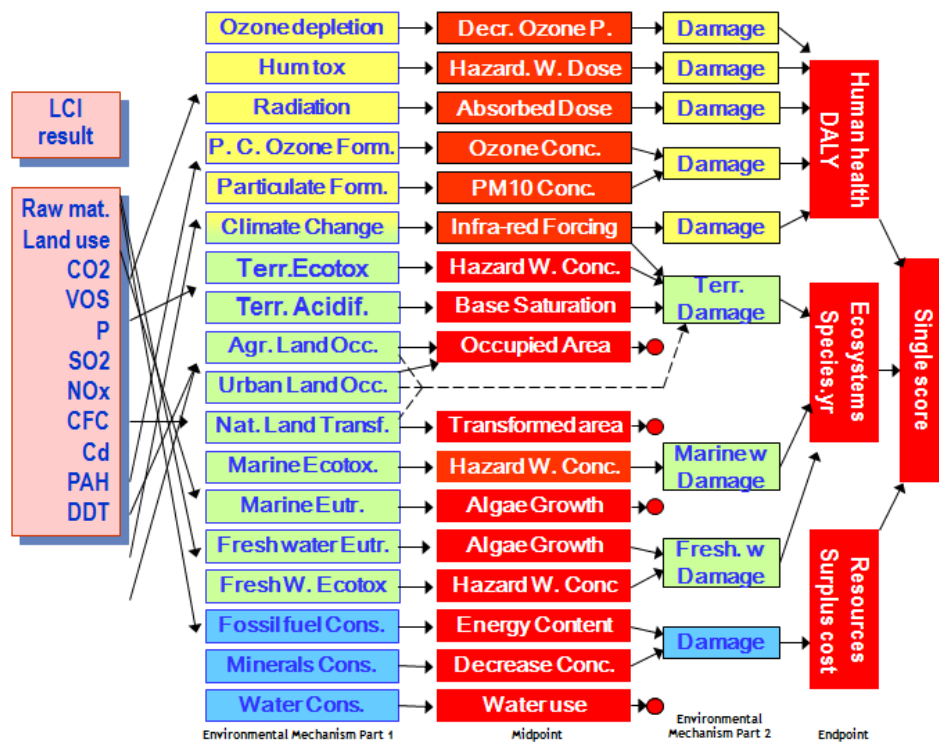 LCI
result
Raw mat.
Land use
CO2
VOS
P
SO2
NOx
CFC
Cd
PAH
DDT
Ozone depletion
Hum tox
Radiation
P. C. Ozone Form.
Particulate Form.
Climate Change
Terr.Ecotox
Terr. Acidif.
Agr. Land Occ.
Urban Land Occ.
Nat. Land Transf.
Marine Ecotox.
Marine Eutr.
Fresh water Eutr.
Fresh W. Ecotox
Fossil fuel Cons.
Minerals Cons.
Water Cons.
Environmental Mechanism Part 1
Decr. Ozone P.
Hazard. W. Dose
Absorbed Dose
Ozone Conc.
PM10 Conc.
Infra-red Forcing
Hazard W. Conc.
Base Saturation
Occupied Area
Transformed area
Hazard W. Conc.
Algae Growth
Algae Growth
Hazard W. Conc
Energy Content
Decrease Conc.
Water use
Midpoint
Damage
Damage
Damage
Damage
Damage
Terr.
Damage
Marine w
Damage
Fresh. w
Damage
Damage
Environmental
Mechanism Part 2
Human health
DALY
Ecosystems
Species.yr
Resources
Surplus cost
Endpoint
Single score